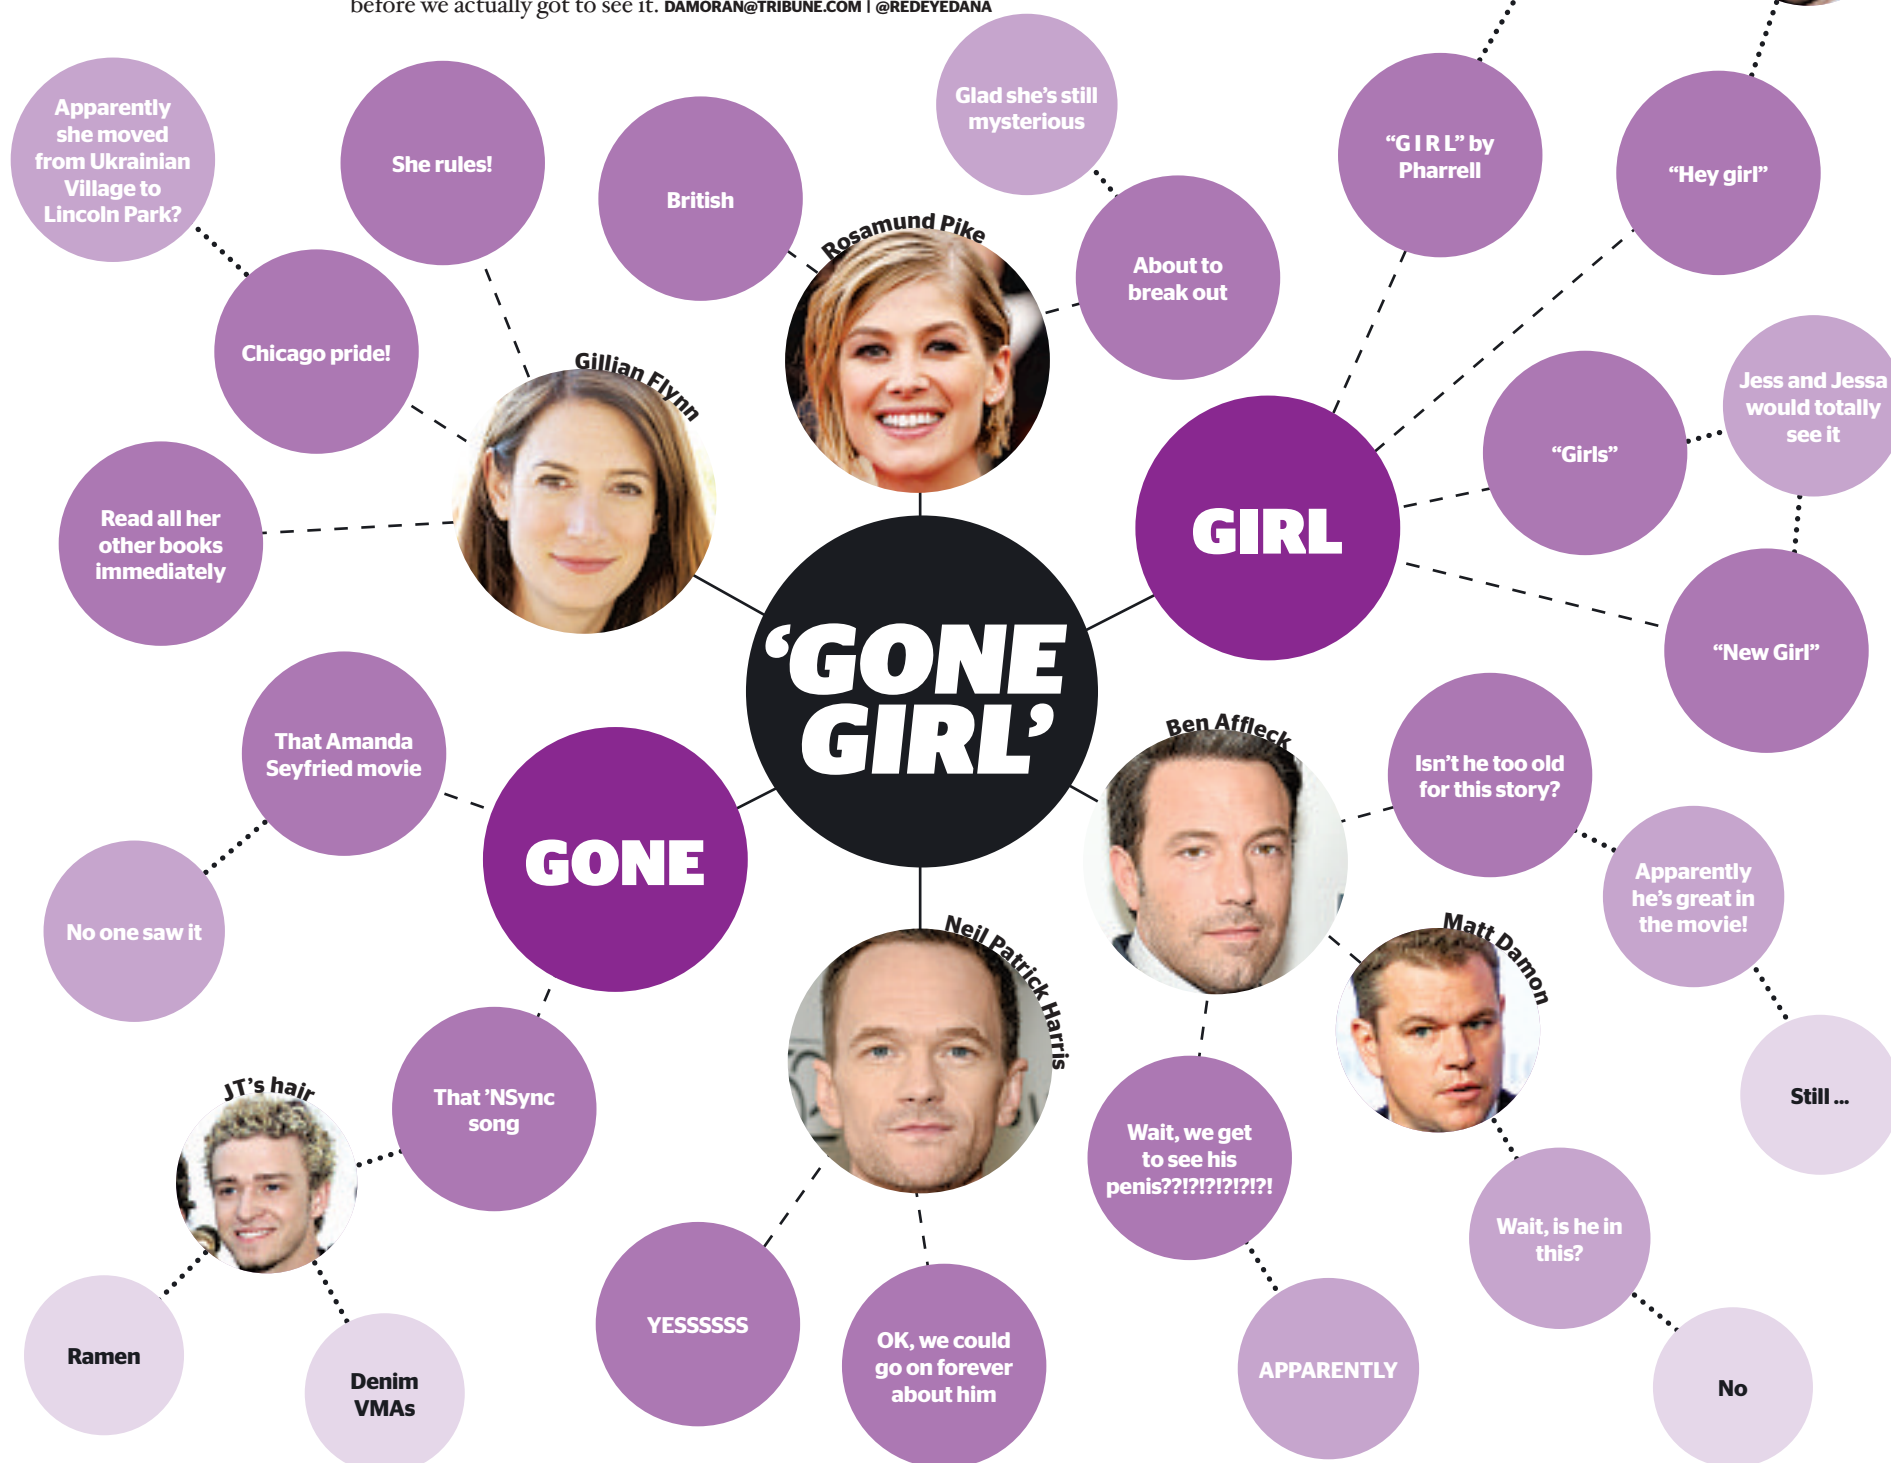 before we actually got to see it. DAMORAN@TRIBUNE.COM | @REDEYEDANA
Apparently
she moved
from Ukrainian
Village to
Lincoln Park?
She rules!
British
Glad she's still
mysterious
“G I R L” by
Pharrell
“Hey girl”
Chicago pride!
Gillian Flynn
Rosamund Pike
About to
break out
Read all her
other books
immediately
GIRL
“Girls”
Jess and Jessa
would totally
see it
“New Girl”
‘GONE
GIRL’
That Amanda
Seyfried movie
No one saw it
GONE
Ben Affleck
Isn't he too old
for this story?
Apparently
he's great in
the movie!
Still ...
Matt Damon
Neil Patrick Harris
That ’NSync
song
JT's hair
Ramen
Denim
VMAs
YESSSSSS
OK, we could
go on forever
about him
Wait, we get
to see his
penis??!?!?!?!?!?!
APPARENTLY
Wait, is he in
this?
No